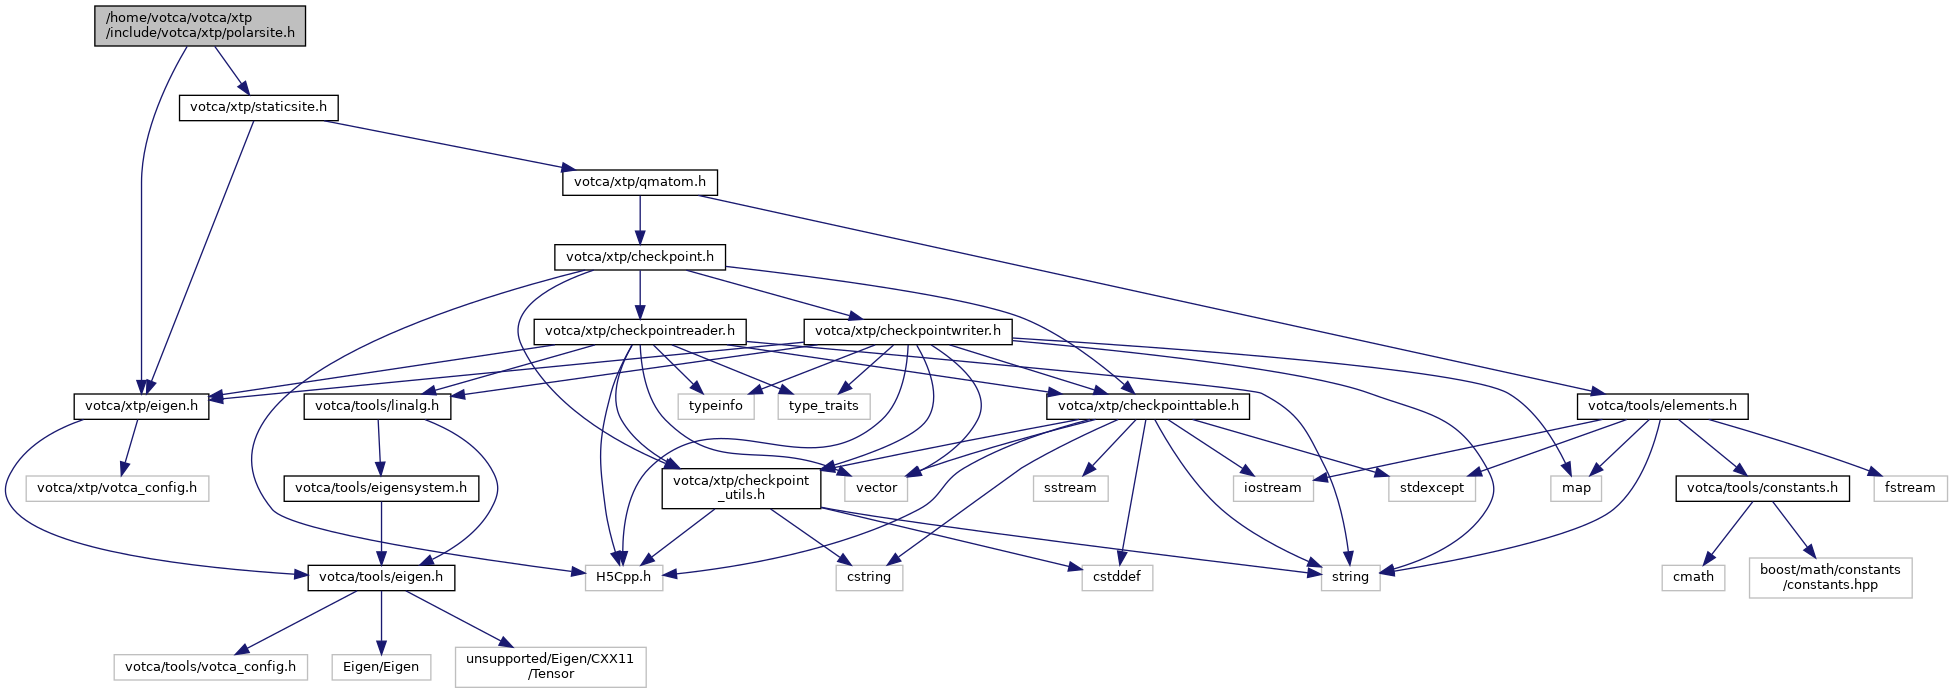 /home/votca/votca/xtp
/include/votca/xtp/polarsite.h
votca/xtp/staticsite.h
votca/xtp/qmatom.h
votca/xtp/checkpoint.h
votca/xtp/checkpointreader.h
votca/xtp/checkpointwriter.h
votca/xtp/eigen.h
votca/tools/linalg.h
typeinfo
type_traits
votca/xtp/checkpointtable.h
votca/tools/elements.h
votca/xtp/votca_config.h
votca/tools/eigensystem.h
votca/xtp/checkpoint
_utils.h
vector
sstream
iostream
stdexcept
map
votca/tools/constants.h
fstream
votca/tools/eigen.h
H5Cpp.h
cstring
cstddef
string
cmath
boost/math/constants
/constants.hpp
votca/tools/votca_config.h
Eigen/Eigen
unsupported/Eigen/CXX11
/Tensor